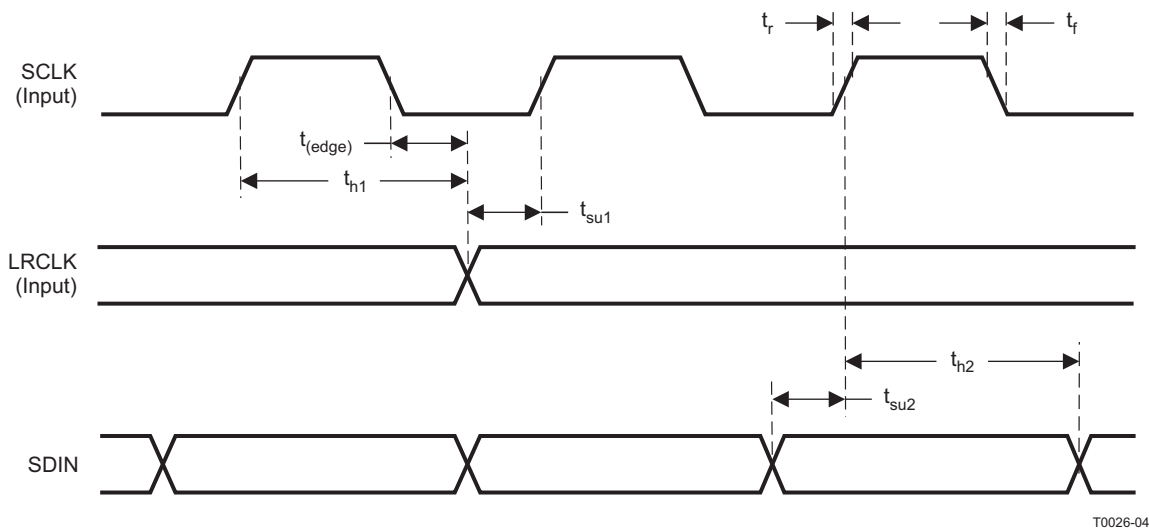 t_r
t_f
SCLK
(Input)
t_(edge)
t_h1
t_su1
LRCLK
(Input)
t_h2
t_su2
SDIN
T0026-04